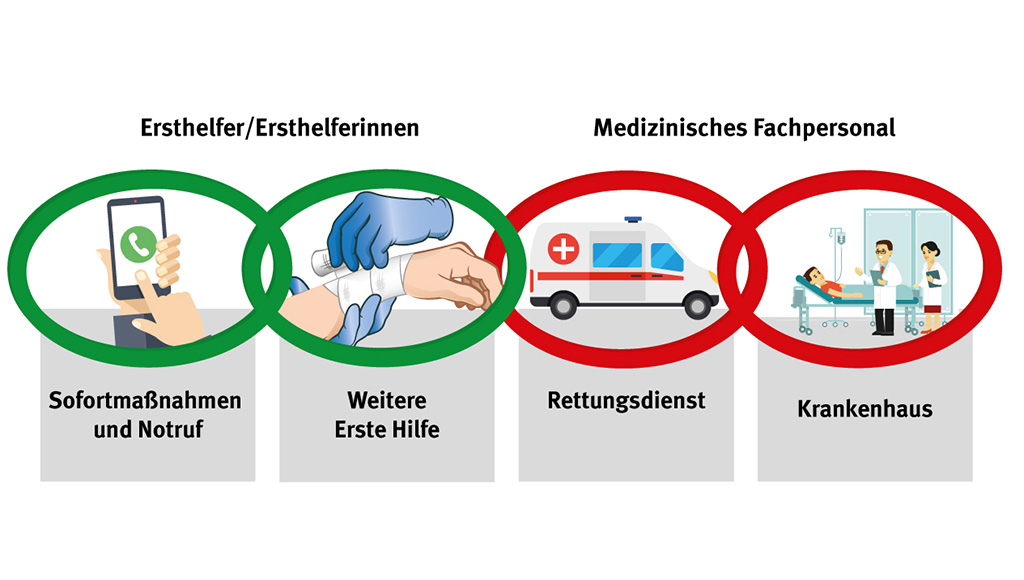 Ersthelfer/Ersthelferinnen
Medizinisches Fachpersonal
Sofortmaßnahmen
und Notruf
Weitere
Erste Hilfe
Rettungsdienst
Krankenhaus